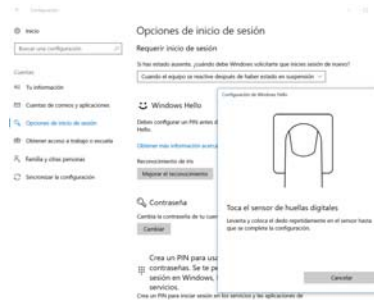 Configuración
Inicio
Buscar una configuración
Cuentas
Tu información
Cuentas de correo y aplicaciones
Opciones de inicio de sesión
Obtener acceso a trabajo o escuela
Familia y otras personas
Sincronizar la configuración
Opciones de inicio de sesión
Requerir inicio de sesión
Si has estado ausente, ¿cuándo debe Windows solicitarte que inicies sesión de nuevo?
Cuando el equipo se reactive después de haber estado en suspensión
Windows Hello
Debes configurar un PIN antes d
Hello.
Obtener más información acerca
Reconocimiento de iris
Mejorar el reconocimiento
Contraseña
Cambia la contraseña de tu cuen
Cambiar
Crea un PIN para usa
contraseñas. Se te pe
sesión en Windows,
servicios.
Crea un PIN para iniciar sesión en los servicios y las aplicaciones de
Configuración de Windows Hello
Toca el sensor de huellas digitales
Levanta y coloca el dedo repetidamente en el sensor hasta
que se complete la configuración.
Cancelar